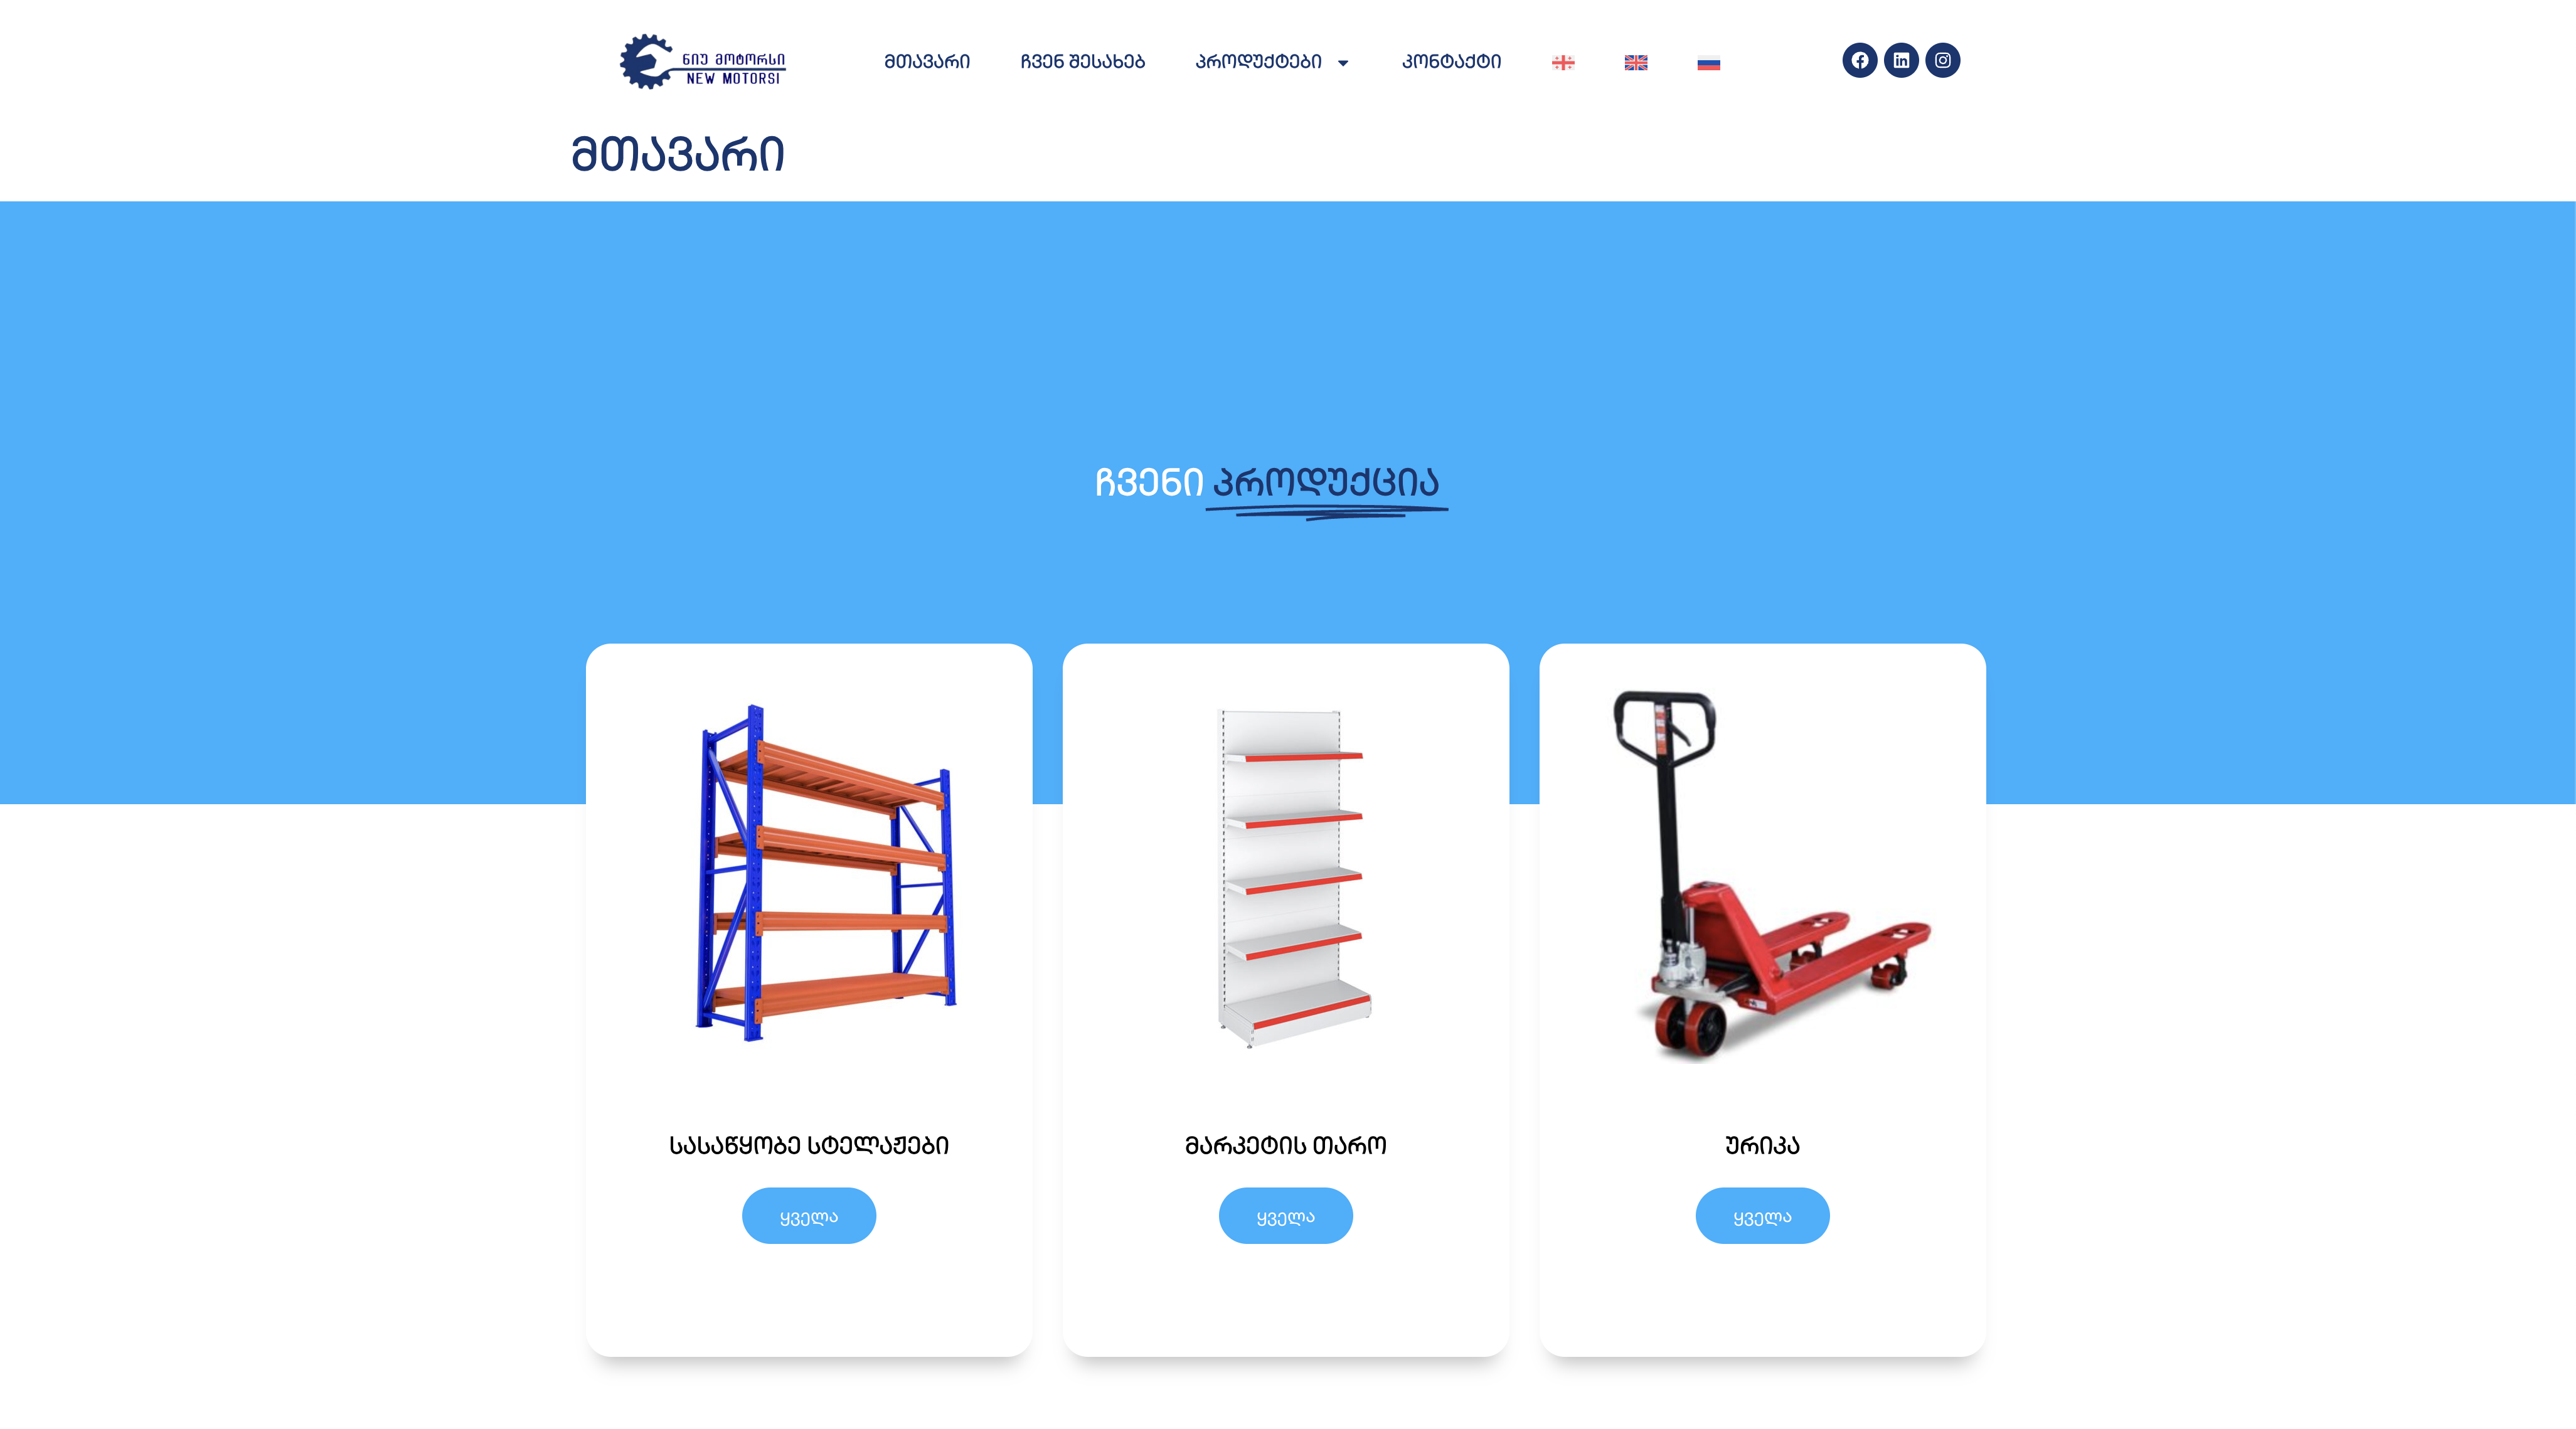 ნიუ მოტორსი
NEW MOTORSI
მთავარი
ჩვენ შესახებ
პროდუქტები
კონტაქტი
მთავარი
ჩვენი პროდუქცია
სასაწყობე სტელაჟები
ყველა
მარკეტის თარო
ყველა
ურიკა
ყველა